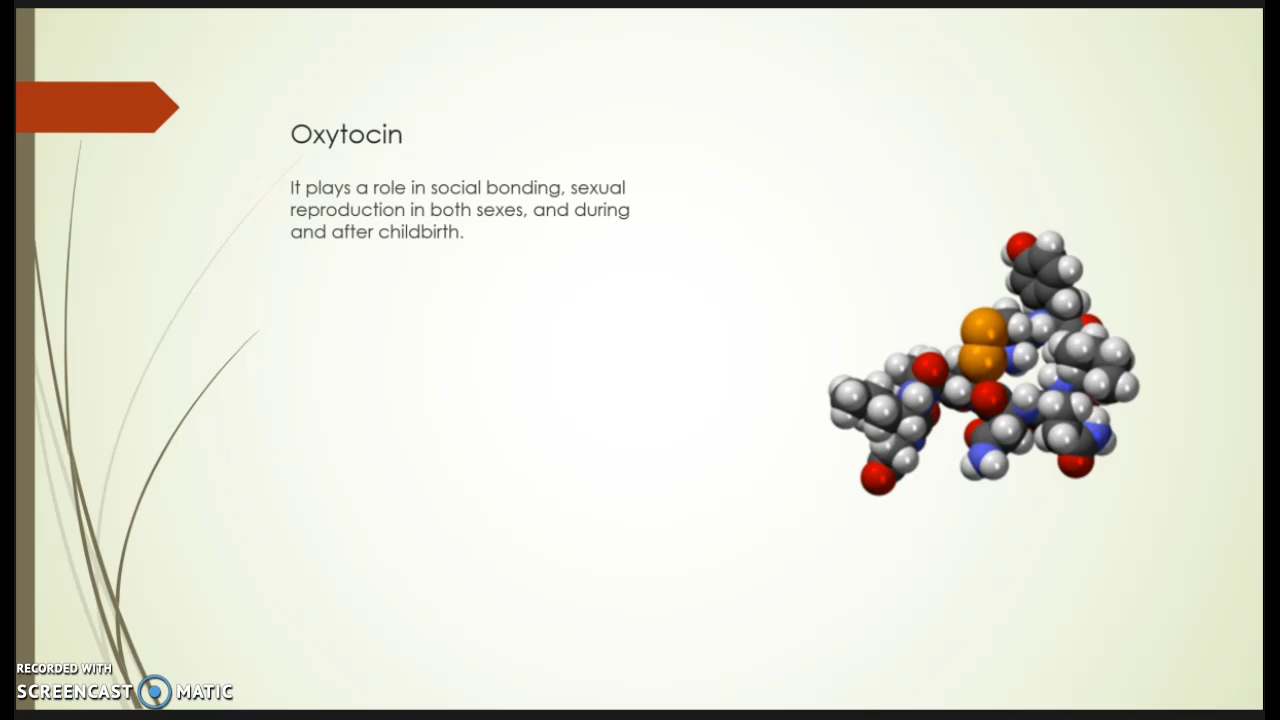 Oxytocin
It plays a role in social bonding, sexual
reproduction in both sexes, and during
and after childbirth.
RECORDED WITH
SCREENCAST MATIC